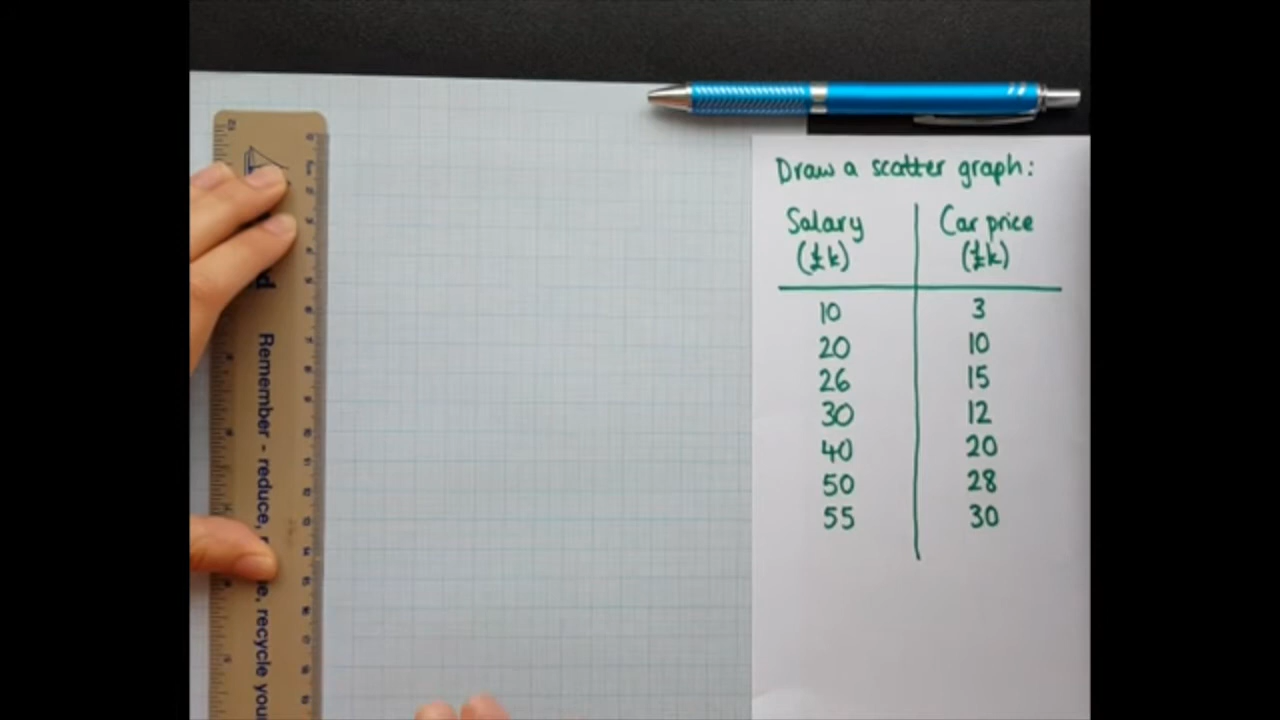 Draw a scatter graph:
Salary Car price
(£k) (£k)
10 3
20 10
26 15
30 12
40 20
50 28
55 30
Remember - reduce, recycle you